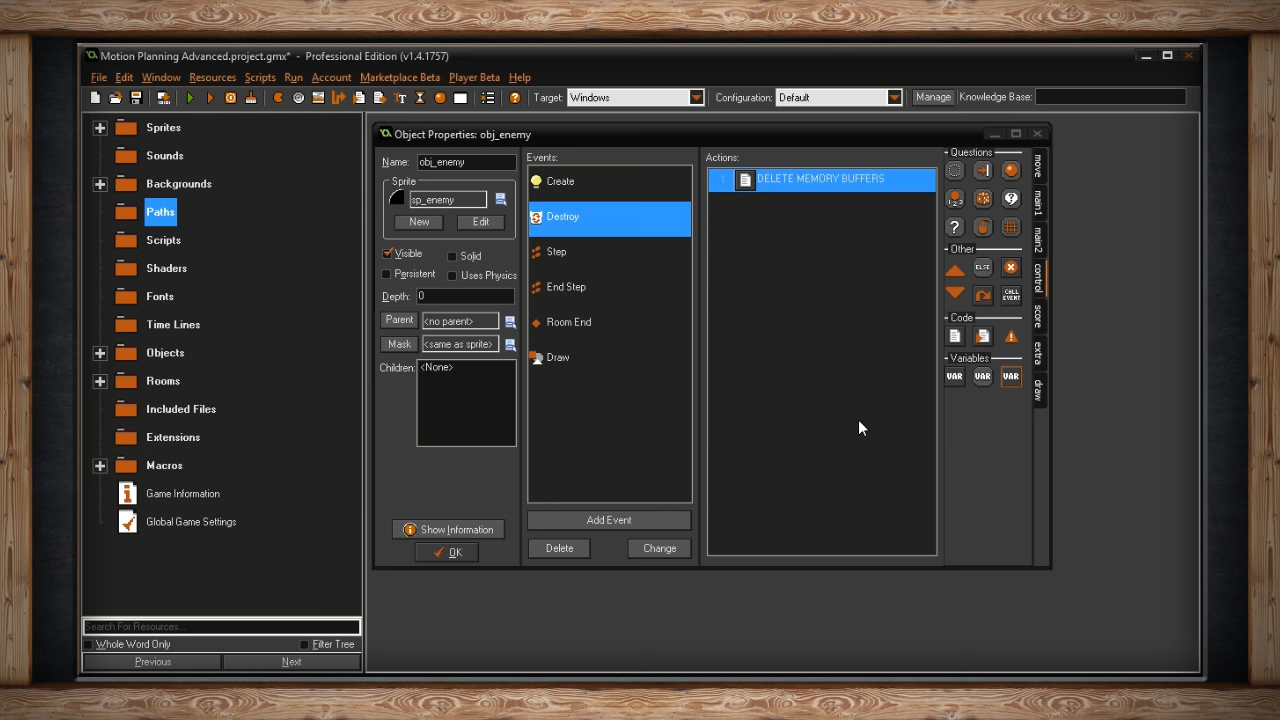 Motion Planning Advanced.project.gmx* - Professional Edition (v1.4.1757)
File Edit Window Resources Scripts Run Account Marketplace Beta Player Beta Help
Target: Windows Configuration: Default Manage Knowledge Base:
Sprites
Sounds
Backgrounds
Paths
Scripts
Shaders
Fonts
Time Lines
Objects
Rooms
Included Files
Extensions
Macros
Game Information
Global Game Settings
Search For Resources...
Whole Word Only Filter Tree
Previous Next
Object Properties: obj_enemy
Name: obj_enemy
Sprite
sp_enemy
New Edit
Visible Solid
Persistent Uses Physics
Depth: 0
Parent <no parent>
Mask <same as sprite>
Children: <None>
Show Information
OK
Events:
Create
Destroy
Step
End Step
Room End
Draw
Add Event
Delete Change
Actions:
1 DELETE MEMORY BUFFERS
Questions
1 2 3 ?
?
Other
ELSE
CALL EVENT
Code
Variables
VAR VAR VAR
move
main1
main2
control
score
extra
draw